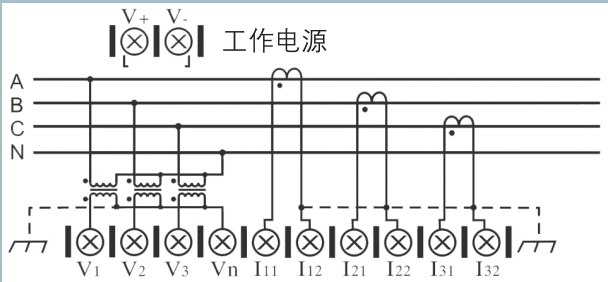 V+ V-
工作电源
A
B
C
N
V1 V2 V3 Vn I11 I12 I21 I22 I31 I32